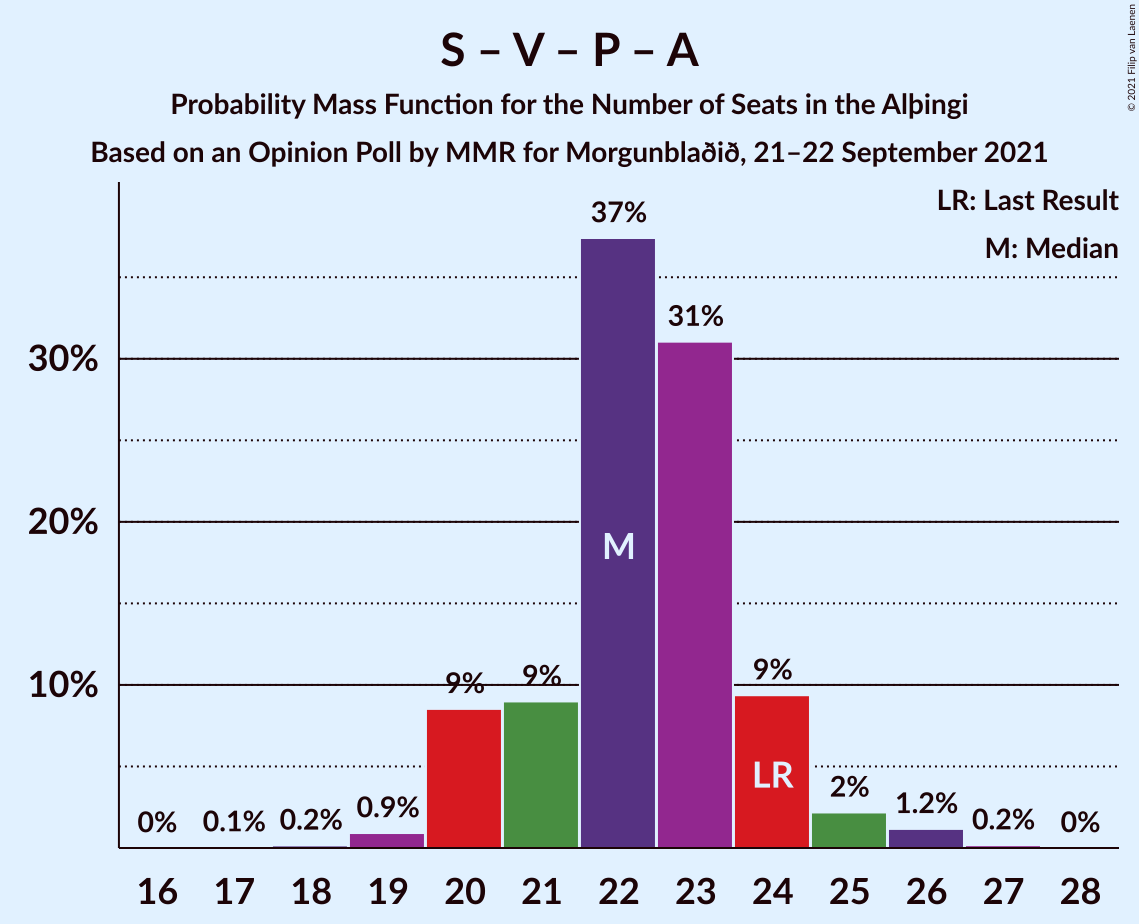 S – V – P – A
Probability Mass Function for the Number of Seats in the Alþingi
Based on an Opinion Poll by MMR for Morgunblaðið, 21–22 September 2021
© 2021 Filip van Laenen
LR: Last Result
M: Median
37%
31%
30%
20%
M
10%
9%
9%
9%
LR
0%
0.1%
0.2%
0.9%
2%
1.2%
0.2%
0%
16 17 18 19 20 21 22 23 24 25 26 27 28